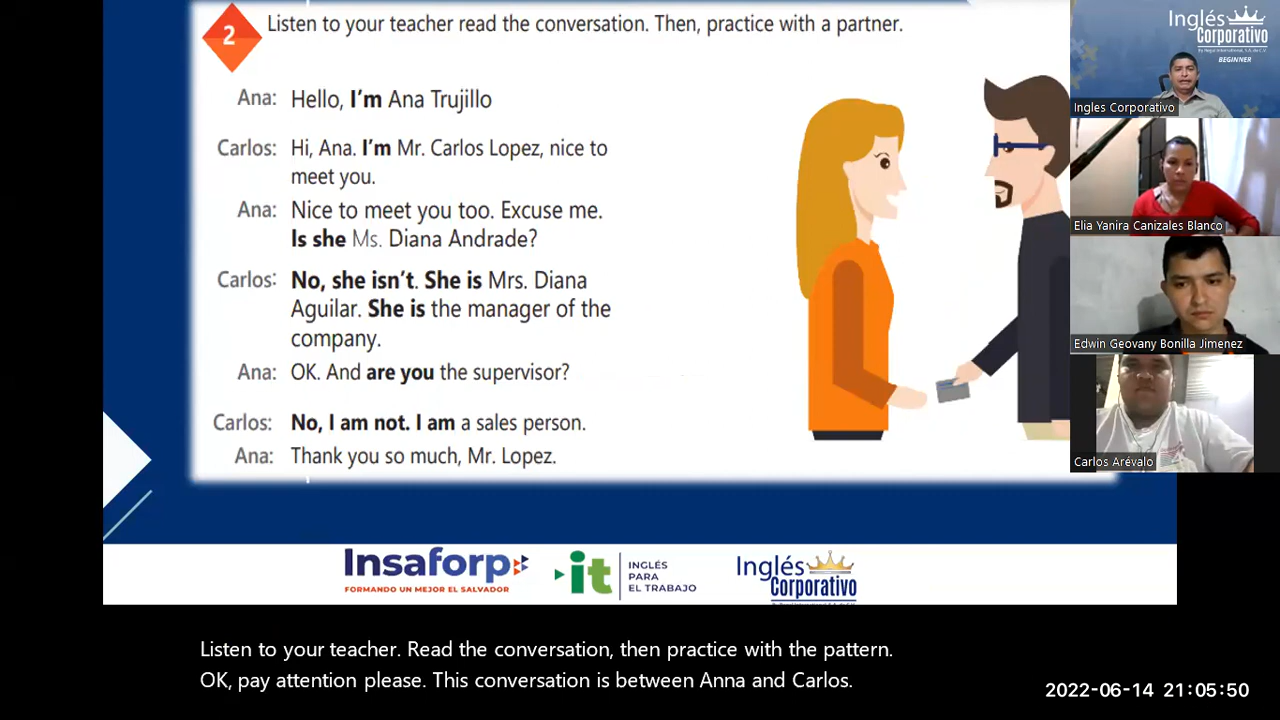 2
Listen to your teacher read the conversation. Then, practice with a partner.
Ana: Hello, I'm Ana Trujillo
Carlos: Hi, Ana. I'm Mr. Carlos Lopez, nice to
meet you.
Ana: Nice to meet you too. Excuse me.
Is she Ms. Diana Andrade?
Carlos: No, she isn't. She is Mrs. Diana
Aguilar. She is the manager of the
company.
Ana: OK. And are you the supervisor?
Carlos: No, I am not. I am a sales person.
Ana: Thank you so much, Mr. Lopez.
Inglés
Corporativo
BEGINNER
Ingles Corporativo
Elia Yanira Canizales Blanco
Edwin Geovany Bonilla Jimenez
Carlos Arévalo
Insaforp
FORMANDO UN MEJOR EL SALVADOR
it
INGLÉS
PARA
EL TRABAJO
Inglés
Corporativo
Listen to your teacher. Read the conversation, then practice with the pattern.
OK, pay attention please. This conversation is between Anna and Carlos.
2022-06-14 21:05:50